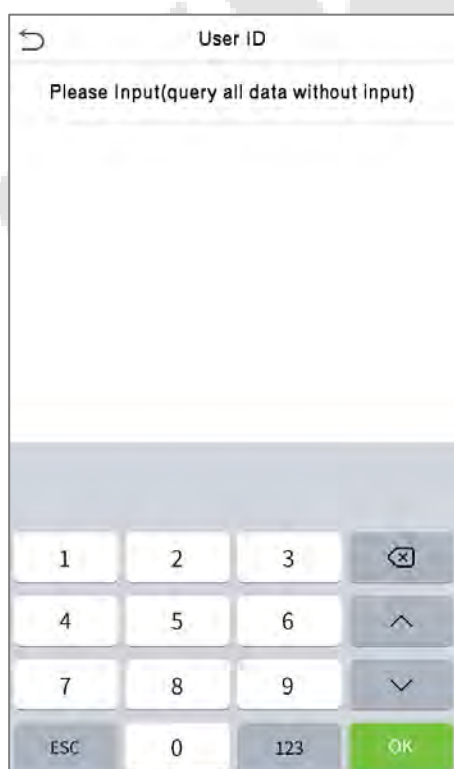 User ID
Please Input(query all data without input)
1 2 3
4 5 6
7 8 9
ESC 0 123 OK